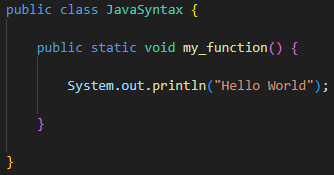 public class JavaSyntax {
public static void my_function() {
System.out.println("Hello World");
}
}